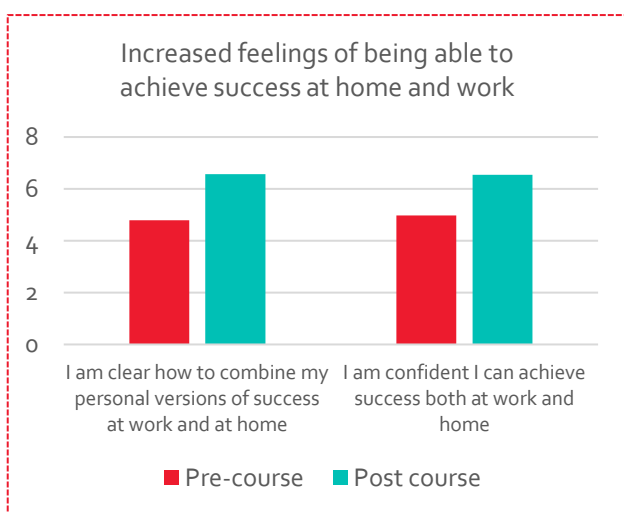 Increased feelings of being able to
achieve success at home and work
8
6
4
2
0
I am clear how to combine my
personal versions of success
at work and at home
I am confident I can achieve
success both at work and
home
Pre-course
Post course